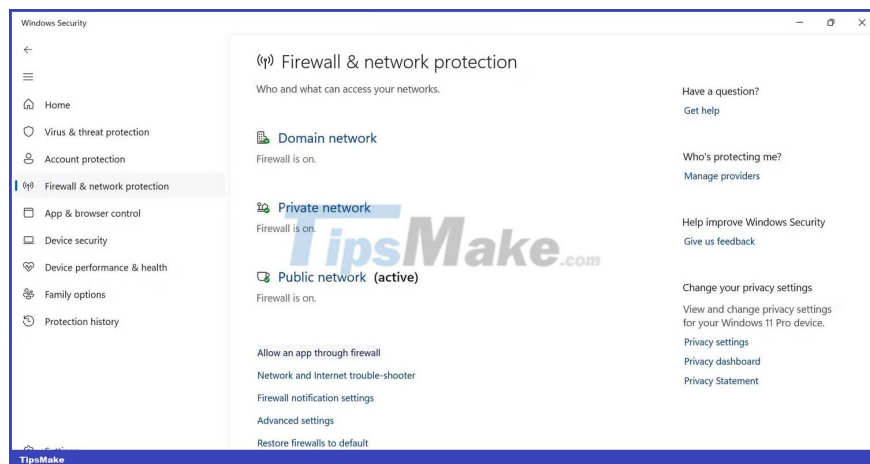 Windows Security
Home
Virus & threat protection
Account protection
Firewall & network protection
App & browser control
Device security
Device performance & health
Family options
Protection history
Firewall & network protection
Who and what can access your networks.
Domain network
Firewall is on.
Private network
Firewall is on.
Public network (active)
Firewall is on.
Allow an app through firewall
Network and Internet trouble-shooter
Firewall notification settings
Advanced settings
Restore firewalls to default
Have a question?
Get help
Who's protecting me?
Manage providers
Help improve Windows Security
Give us feedback
Change your privacy settings
View and change privacy settings
for your Windows 11 Pro device.
Privacy settings
Privacy dashboard
Privacy Statement
TipsMake.com
TipsMake